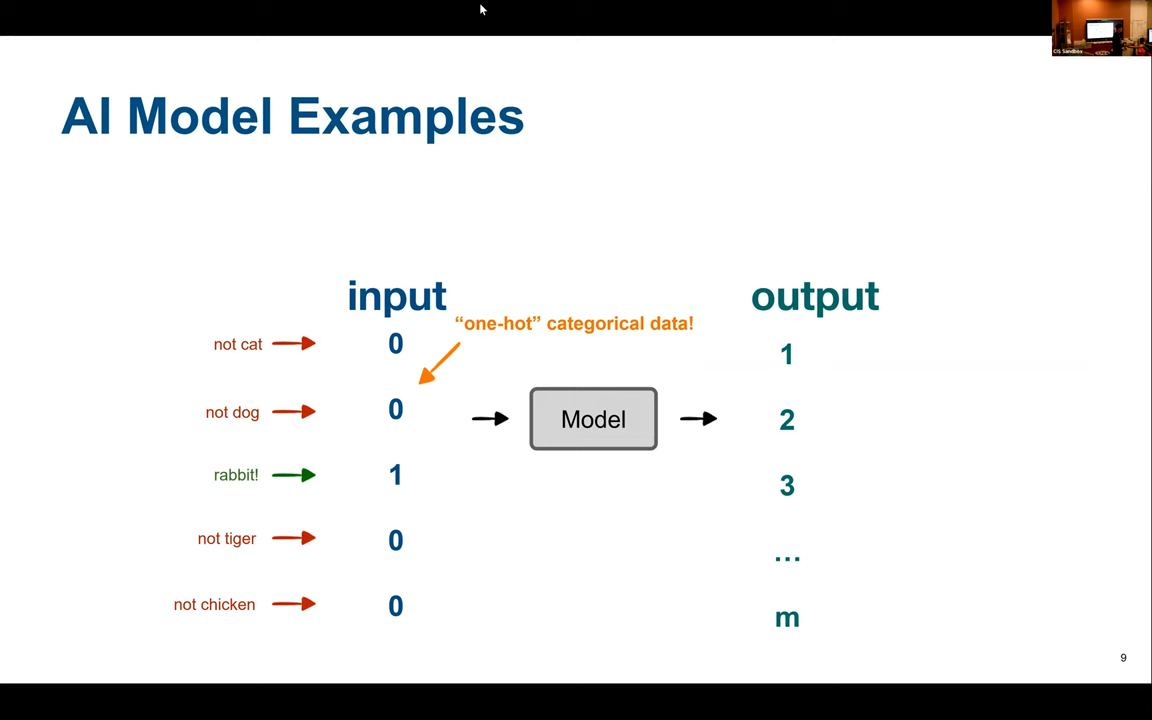 CIS Sandbox
AI Model Examples
input
output
“one-hot” categorical data!
not cat
0
1
not dog
0
Model
2
rabbit!
1
3
not tiger
0
...
not chicken
0
m
9